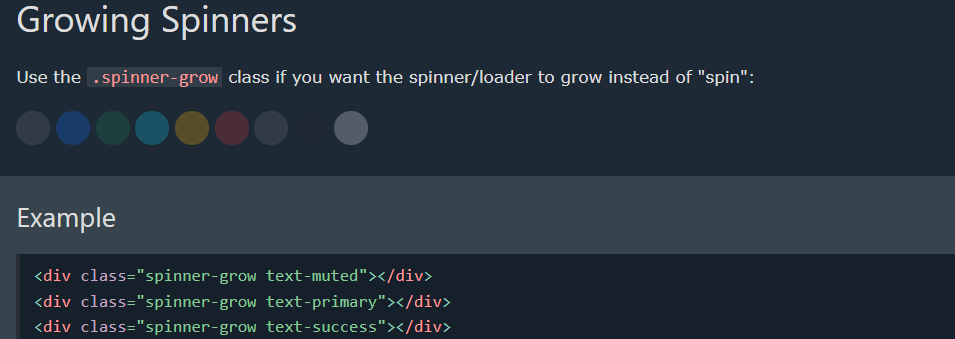 Growing Spinners
Use the .spinner-grow class if you want the spinner/loader to grow instead of "spin":
Example
<div class="spinner-grow text-muted"></div>
<div class="spinner-grow text-primary"></div>
<div class="spinner-grow text-success"></div>